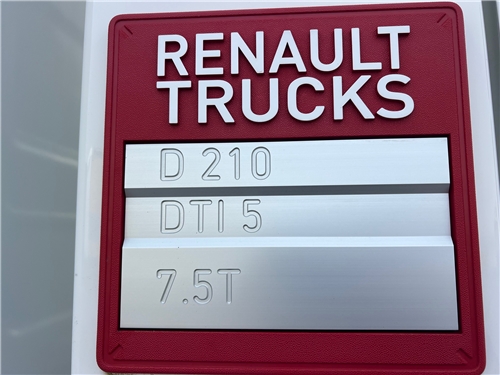 RENAULT
TRUCKS
D 210
DTI 5
7.5T